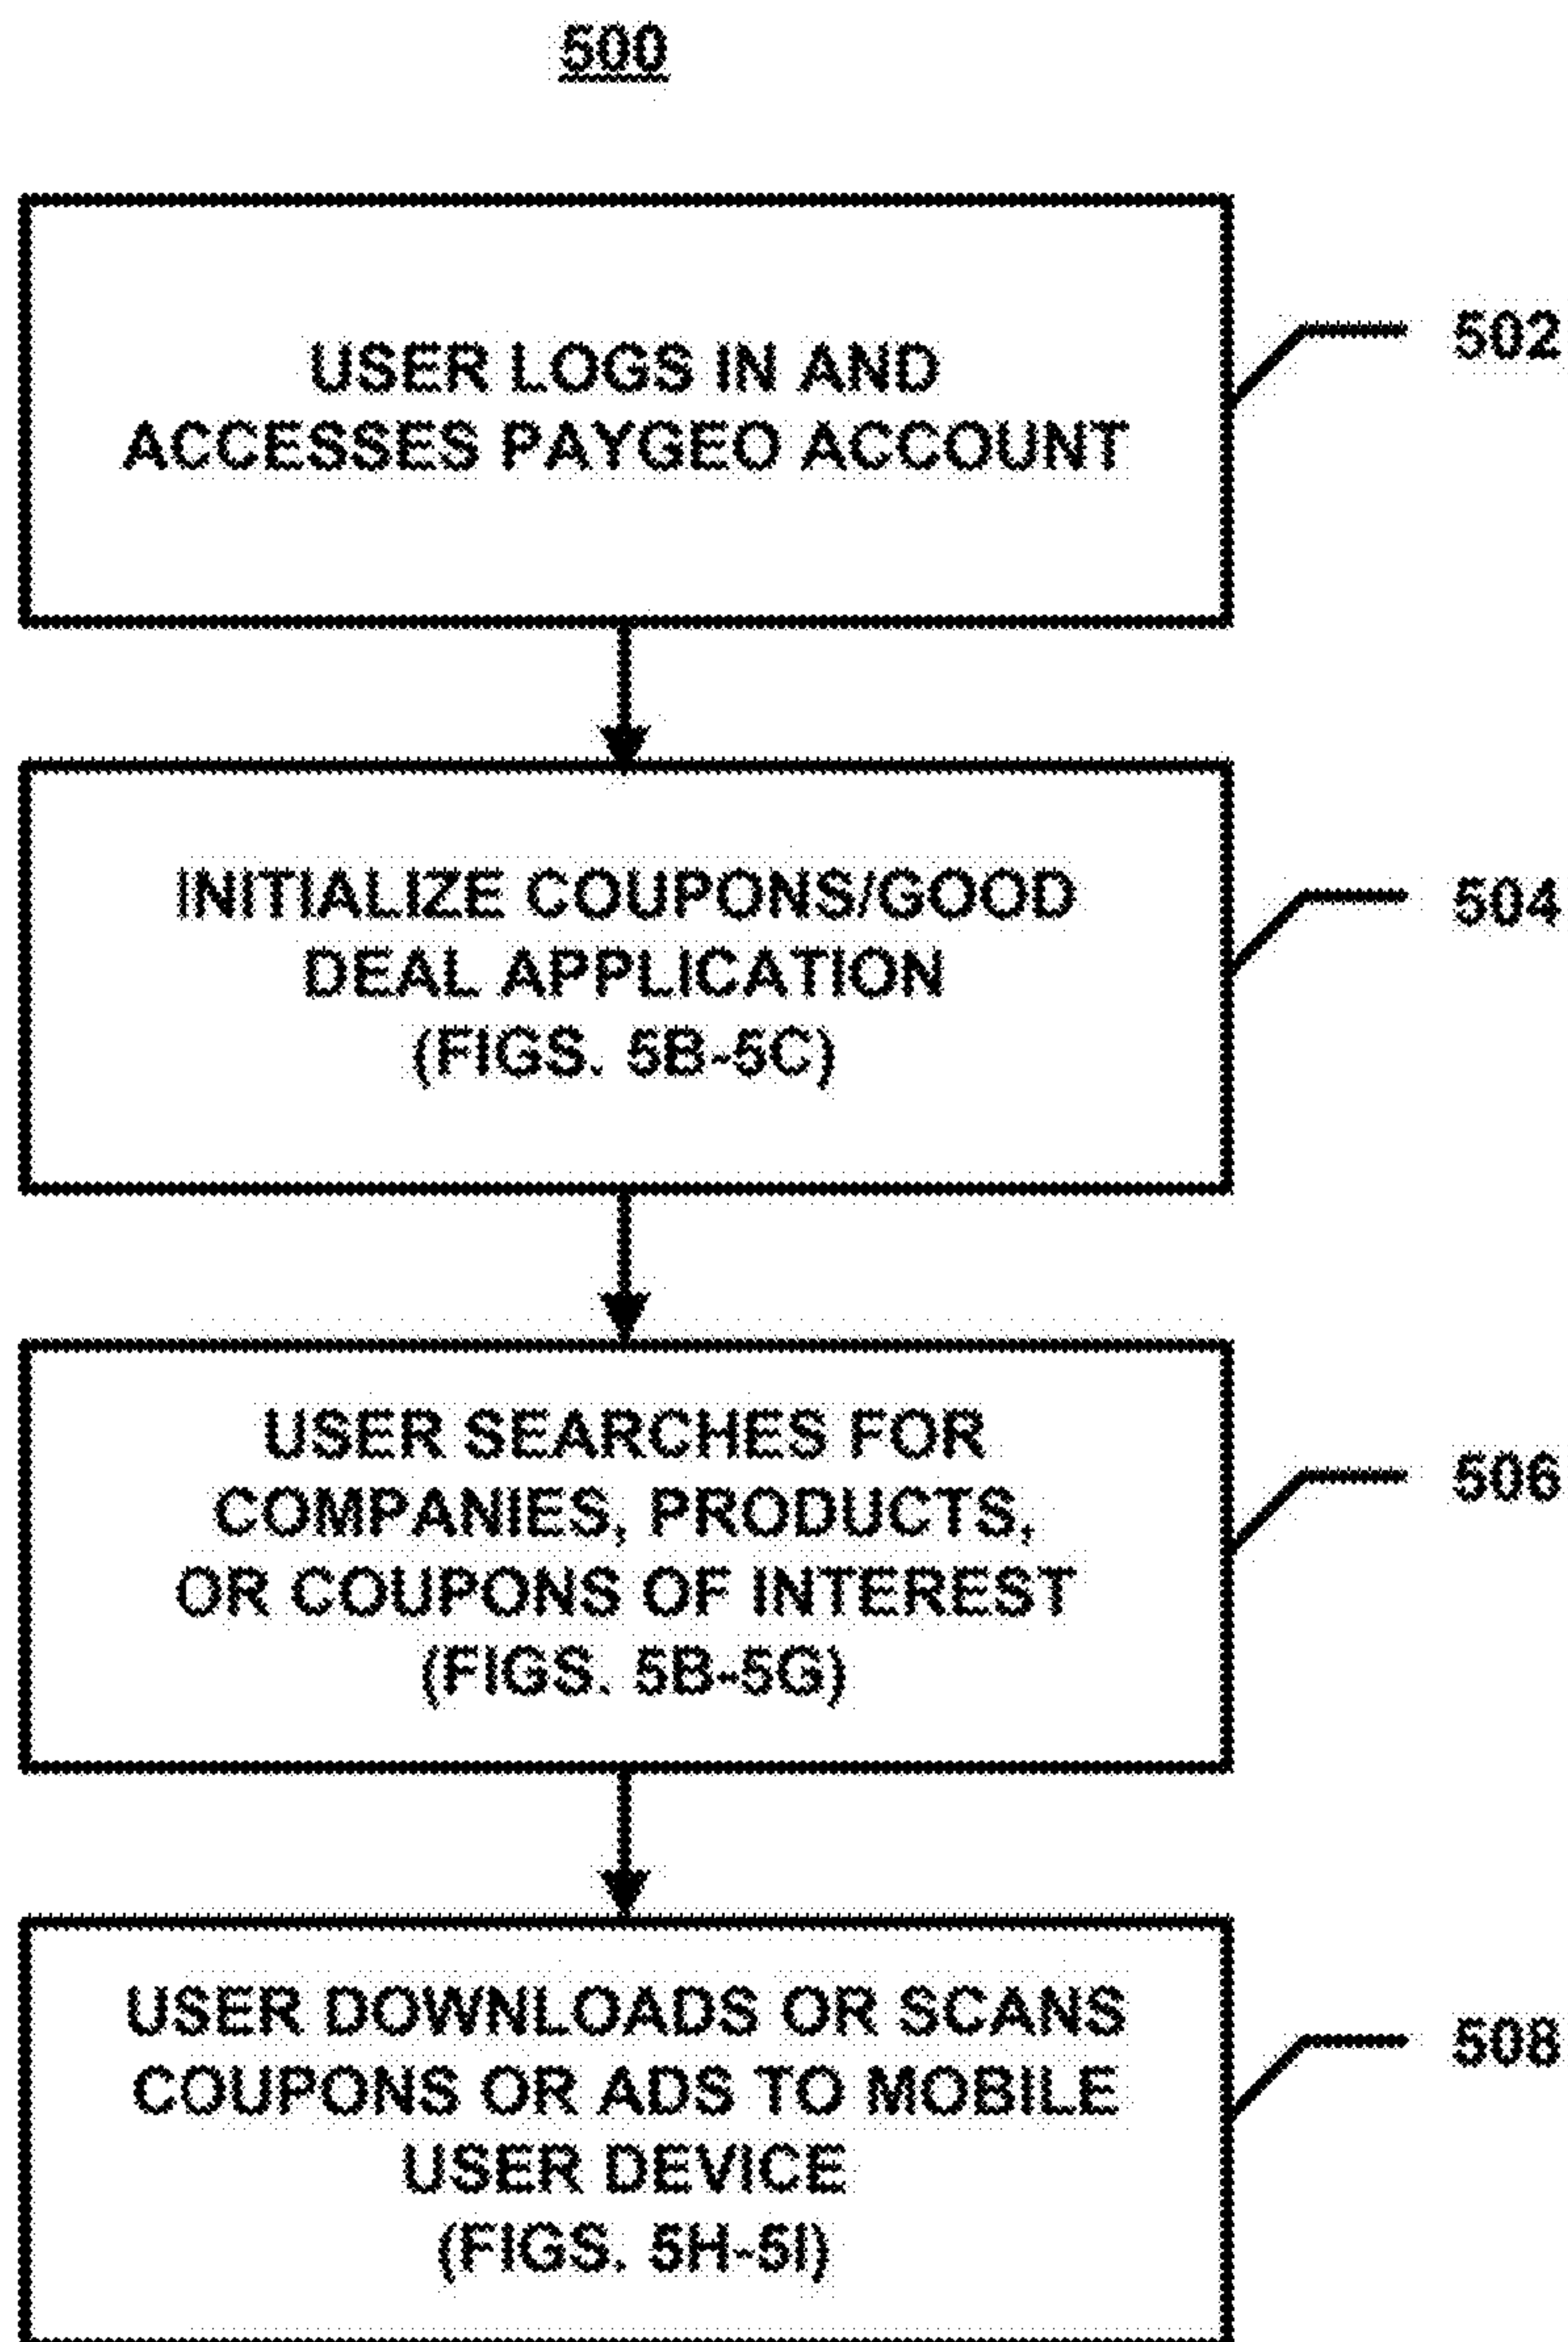 500
USER LOGS IN AND
ACCESSES PAYGEO ACCOUNT
502
INITIALIZE COUPONS/GOOD
DEAL APPLICATION
(FIGS. 5B-5C)
504
USER SEARCHES FOR
COMPANIES, PRODUCTS,
OR COUPONS OF INTEREST
(FIGS. 5B-5G)
506
USER DOWNLOADS OR SCANS
COUPONS OR ADS TO MOBILE
USER DEVICE
(FIGS. 5H-5I)
508